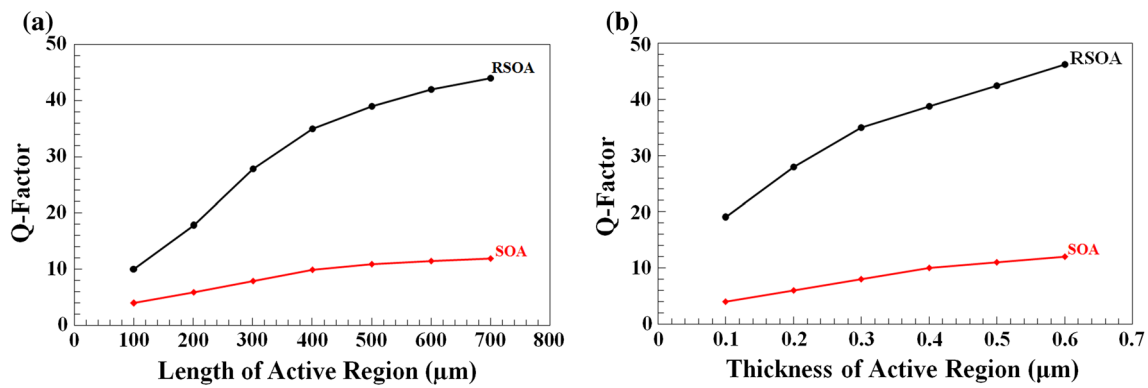 (a)
50
40
30
20
10
0
Q-Factor
RSOA
SOA
0 100 200 300 400 500 600 700 800
Length of Active Region (µm)
(b)
50
40
30
20
10
0
Q-Factor
RSOA
SOA
0 0.1 0.2 0.3 0.4 0.5 0.6 0.7
Thickness of Active Region (µm)